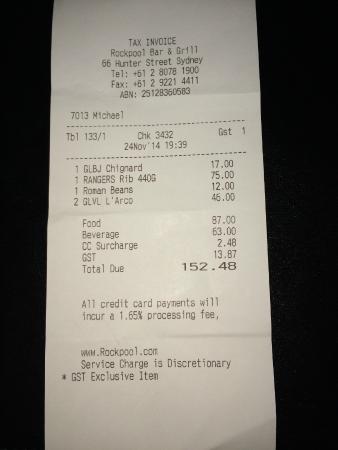 TAX INVOICE
Rockpool Bar & Grill
66 Hunter Street Sydney
Tel: +61 2 8078 1900
Fax: +61 2 9221 4411
ABN: 25128360583
7013 Michael
Tbl 133/1 Chk 3432 Gst 1
24Nov'14 19:39
1 GLBJ Chignard 17.00
1 RANGERS Rib 440G 75.00
1 Roman Beans 12.00
2 GLVL L'Arco 46.00
Food 87.00
Beverage 63.00
CC Surcharge 2.48
GST 13.87
Total Due 152.48
All credit card payments will
incur a 1.65% processing fee,
www.Rockpool.com
Service Charge is Discretionary
* GST Exclusive Item